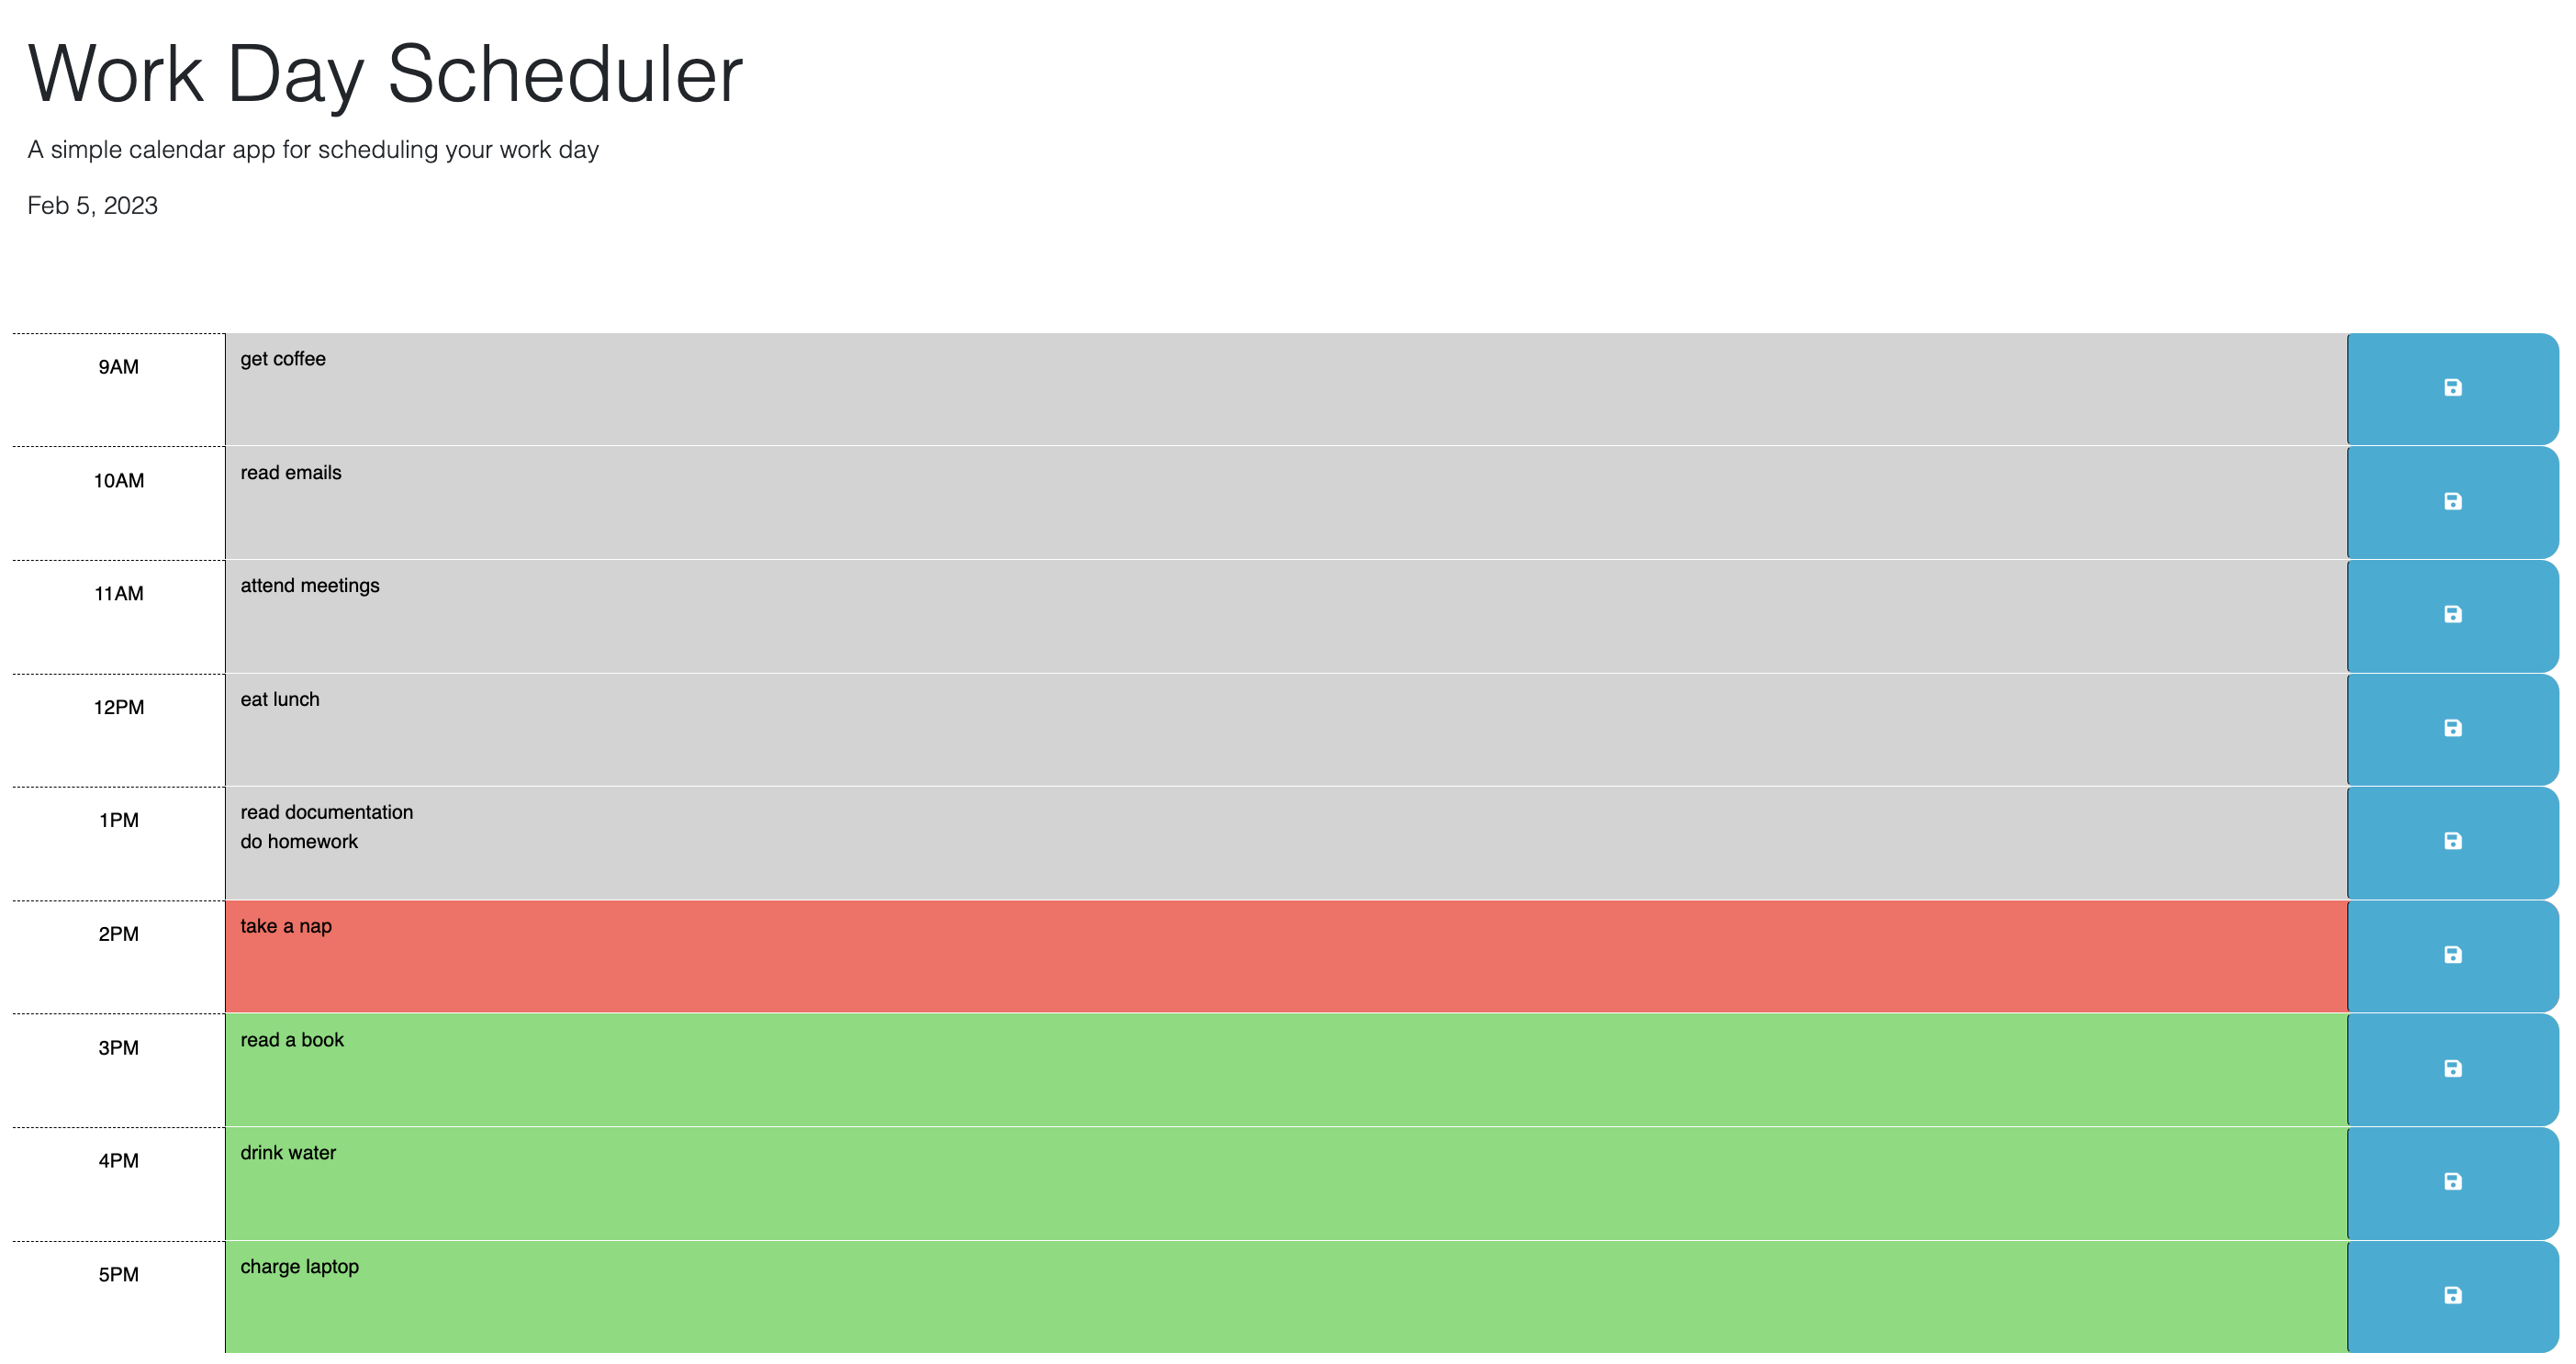 Work Day Scheduler
A simple calendar app for scheduling your work day
Feb 5, 2023
9AM
get coffee
10AM
read emails
11AM
attend meetings
12PM
eat lunch
1PM
read documentation
do homework
2PM
take a nap
3PM
read a book
4PM
drink water
5PM
charge laptop